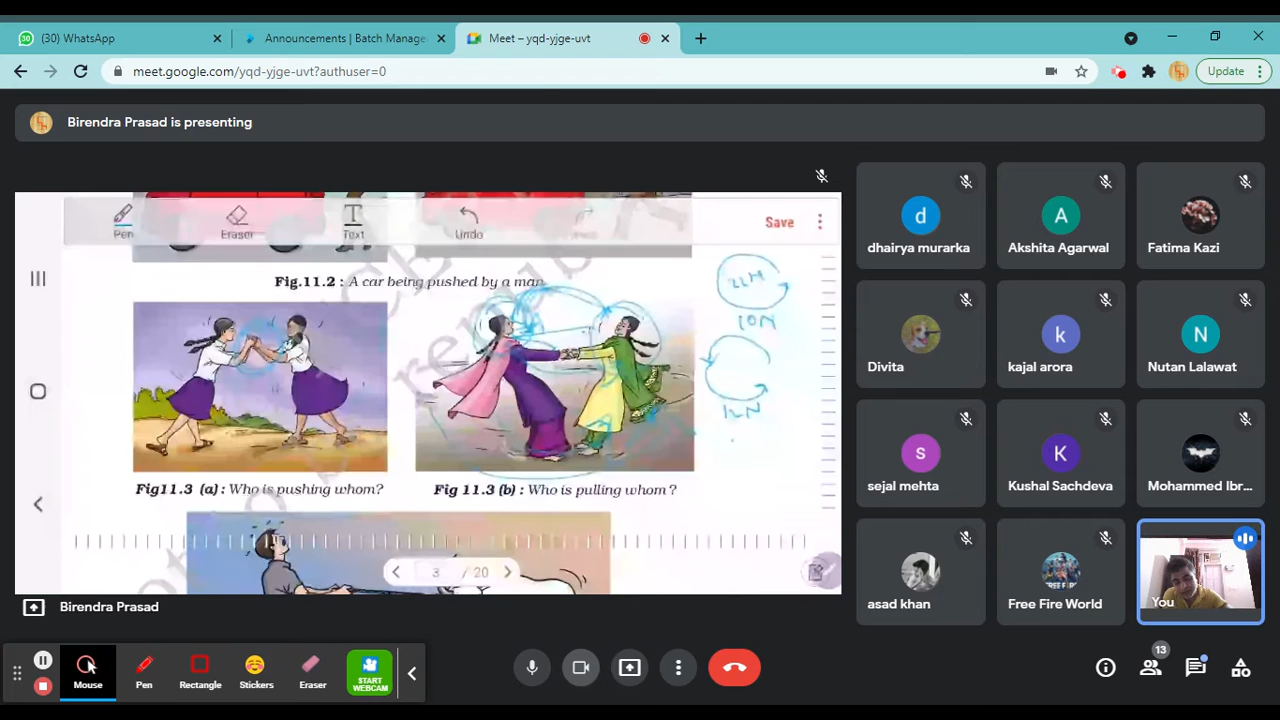 (30) WhatsApp
Announcements | Batch Manage
Meet – yqd-yjge-uvt
meet.google.com/yqd-yjge-uvt?authuser=0
Update
Birendra Prasad is presenting
Pen
Eraser
Text
Undo
Save
Fig.11.2 : A car being pushed by a man
10N
12N
Fig11.3 (a) : Who is pushing whom?
Fig 11.3 (b) : Who is pulling whom?
3 / 20
d
dhairya murarka
A
Akshita Agarwal
Fatima Kazi
Divita
k
kajal arora
N
Nutan Lalawat
s
sejal mehta
K
Kushal Sachdeva
Mohammed Ibr...
asad khan
FREE FIRE
Free Fire World
You
Birendra Prasad
Mouse
Pen
Rectangle
Stickers
Eraser
START
WEBCAM
13